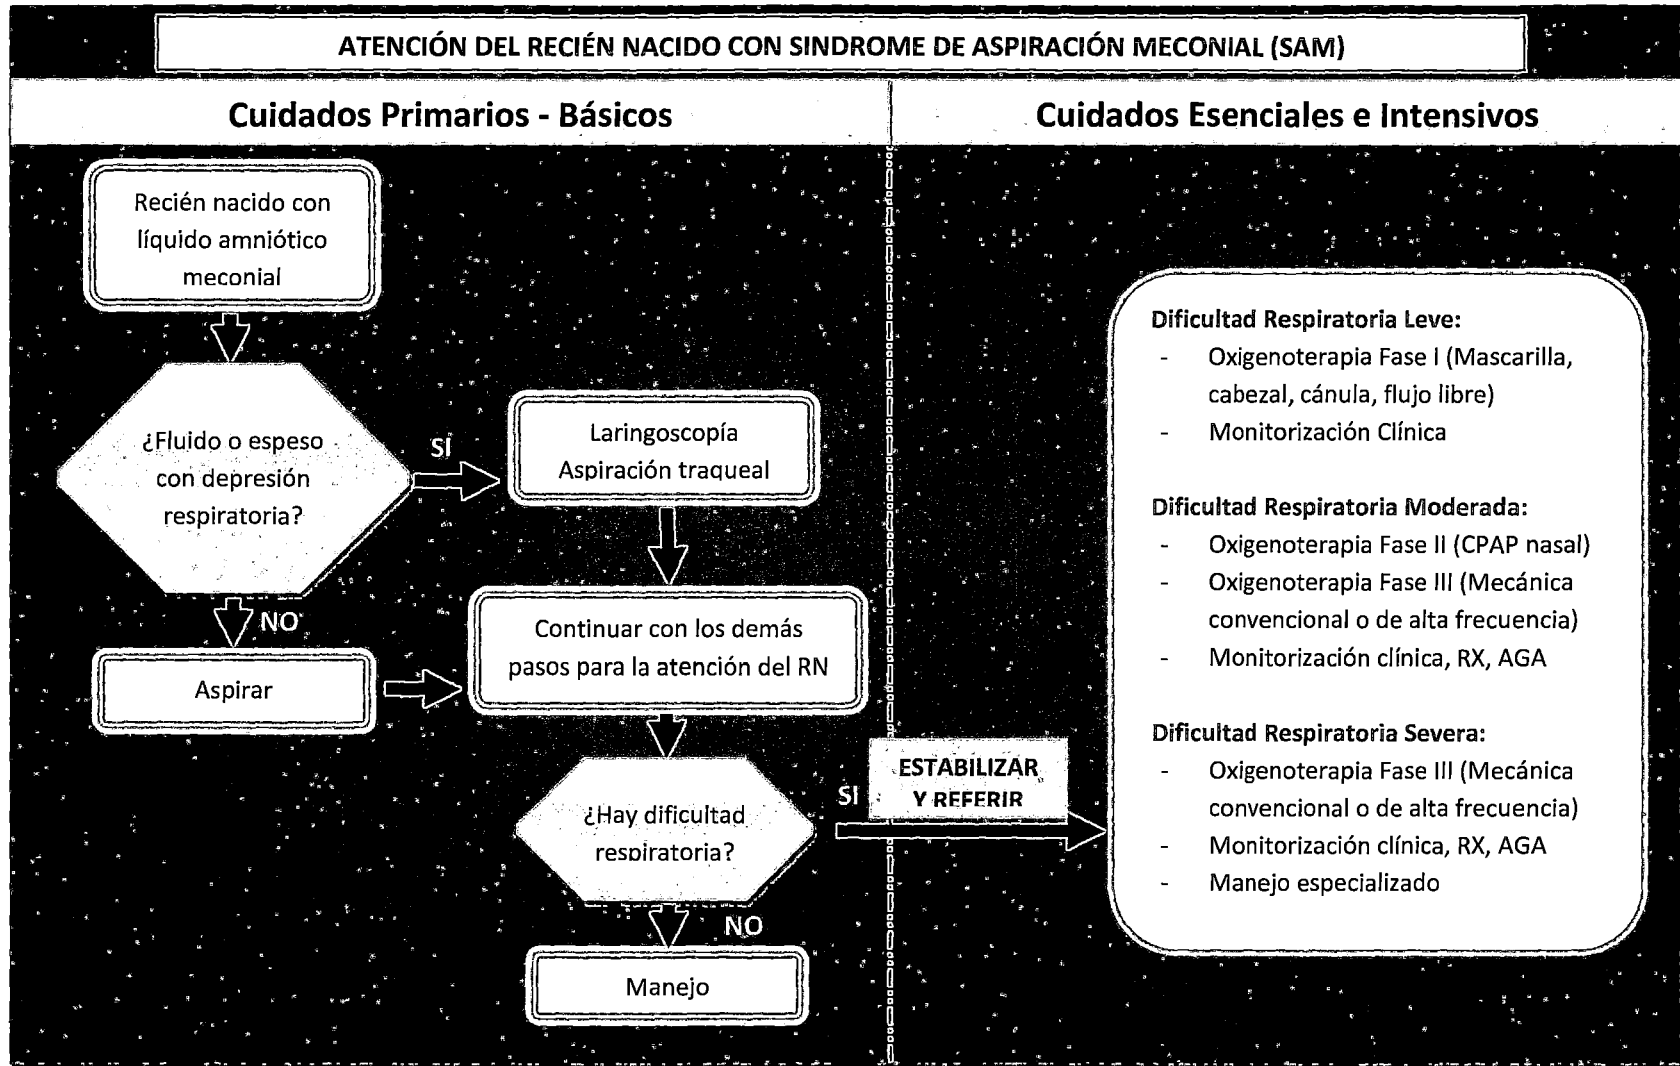 ATENCIÓN DEL RECIÉN NACIDO CON SINDROME DE ASPIRACIÓN MECONIAL (SAM)
Cuidados Primarios - Básicos
Cuidados Esenciales e Intensivos
Recién nacido con
líquido amniótico
meconial
¿Fluido o espeso
con depresión
respiratoria?
SÍ
Laringoscopía
Aspiración traqueal
NO
Aspirar
Continuar con los demás
pasos para la atención del RN
¿Hay dificultad
respiratoria?
SI
ESTABILIZAR
Y REFERIR
NO
Manejo
Dificultad Respiratoria Leve:
- Oxigenoterapia Fase I (Mascarilla,
cabezal, cánula, flujo libre)
- Monitorización Clínica
Dificultad Respiratoria Moderada:
- Oxigenoterapia Fase II (CPAP nasal)
- Oxigenoterapia Fase III (Mecánica
convencional o de alta frecuencia)
- Monitorización clínica, RX, AGA
Dificultad Respiratoria Severa:
- Oxigenoterapia Fase III (Mecánica
convencional o de alta frecuencia)
- Monitorización clínica, RX, AGA
- Manejo especializado